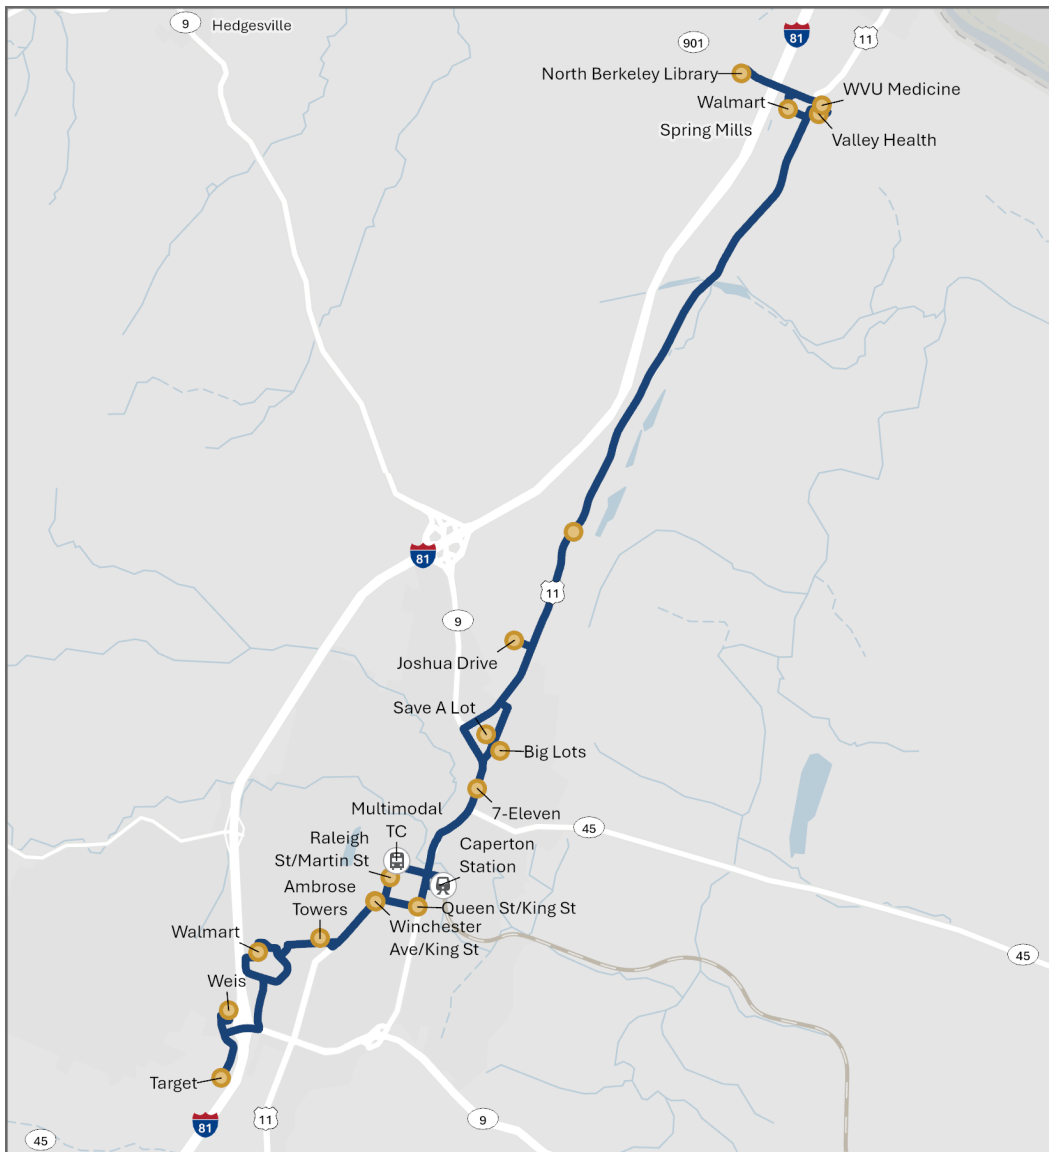 9
Hedgesville
81
11
901
North Berkeley Library
WVU Medicine
Walmart
Spring Mills
Valley Health
81
11
9
Joshua Drive
Save A Lot
Big Lots
7-Eleven
Multimodal
TC
45
Raleigh
St/Martin St
Caperton
Station
Ambrose
Towers
Queen St/King St
Winchester
Ave/King St
Walmart
45
Weis
Target
81
11
9
45